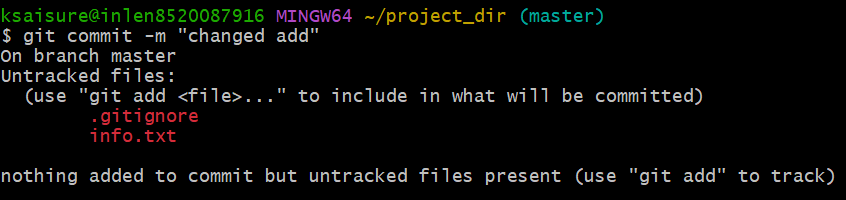 ksaisure@inlen8520087916 MINGW64 ~/project_dir (master)
$ git commit -m "changed add"
On branch master
Untracked files:
  (use "git add <file>..." to include in what will be committed)
        .gitignore
        info.txt

nothing added to commit but untracked files present (use "git add" to track)